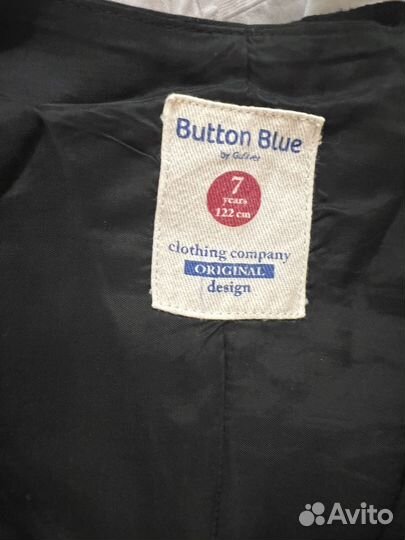 Button Blue
by Gulliver
7
years
122 cm
clothing company
ORIGINAL
design
Avito